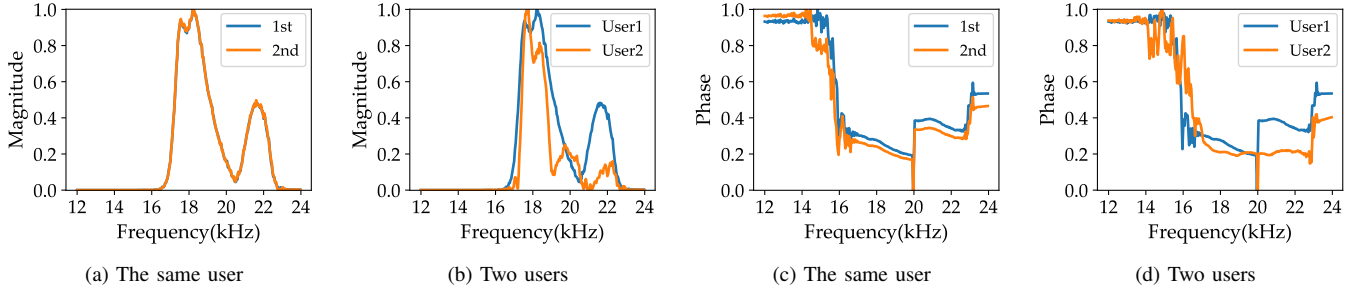 1.0
0.8
0.6
0.4
0.2
0.0
Magnitude
1st
2nd
12 14 16 18 20 22 24
Frequency(kHz)
(a) The same user
1.0
0.8
0.6
0.4
0.2
0.0
Magnitude
User1
User2
12 14 16 18 20 22 24
Frequency(kHz)
(b) Two users
1.0
0.8
0.6
0.4
0.2
0.0
Phase
1st
2nd
12 14 16 18 20 22 24
Frequency(kHz)
(c) The same user
1.0
0.8
0.6
0.4
0.2
0.0
Phase
User1
User2
12 14 16 18 20 22 24
Frequency(kHz)
(d) Two users